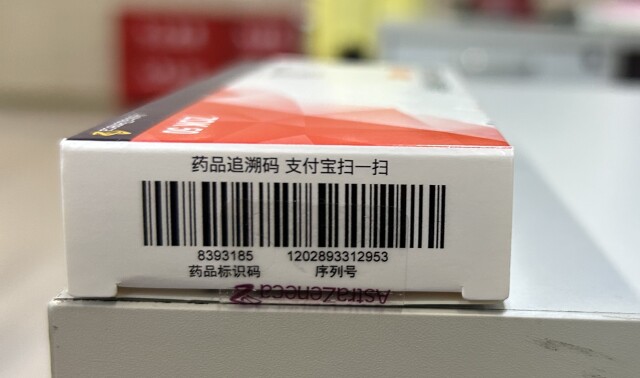 AstraZeneca
药品追溯码 支付宝扫一扫
8393185 1202893312953
药品标识码 序列号
AstraZeneca